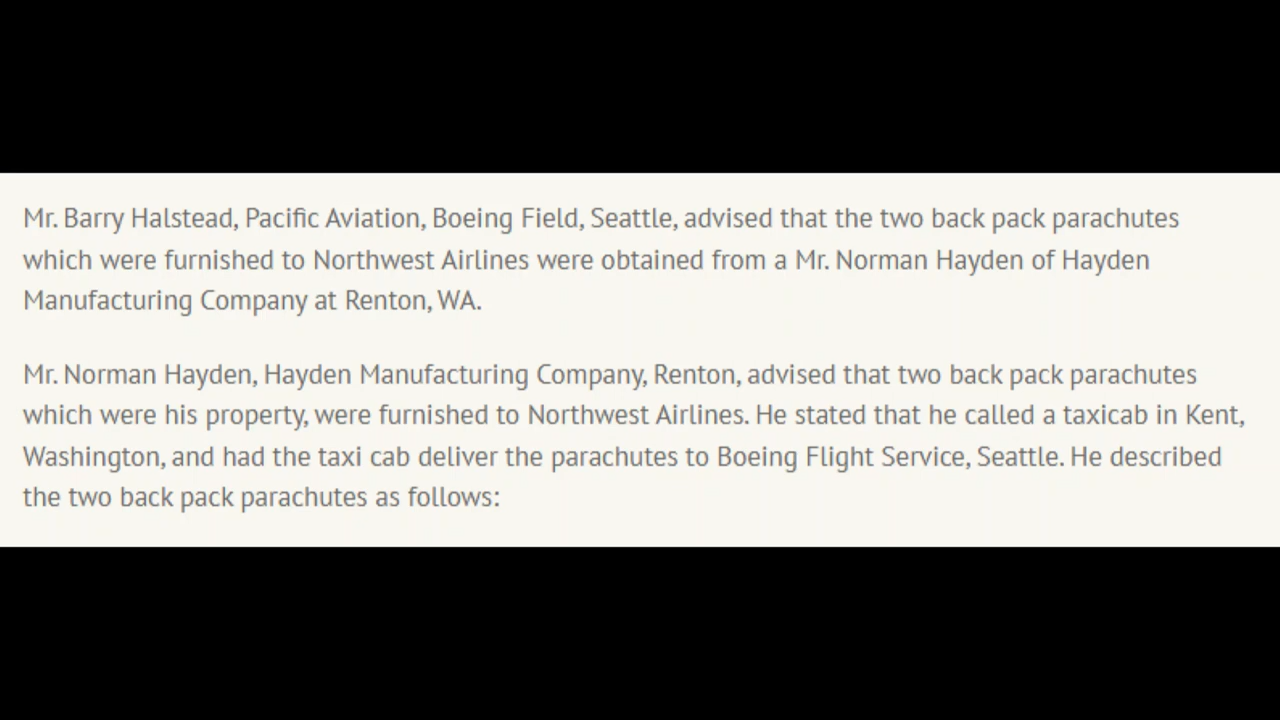 Mr. Barry Halstead, Pacific Aviation, Boeing Field, Seattle, advised that the two back pack parachutes
which were furnished to Northwest Airlines were obtained from a Mr. Norman Hayden of Hayden
Manufacturing Company at Renton, WA.
Mr. Norman Hayden, Hayden Manufacturing Company, Renton, advised that two back pack parachutes
which were his property, were furnished to Northwest Airlines. He stated that he called a taxicab in Kent,
Washington, and had the taxi cab deliver the parachutes to Boeing Flight Service, Seattle. He described
the two back pack parachutes as follows: